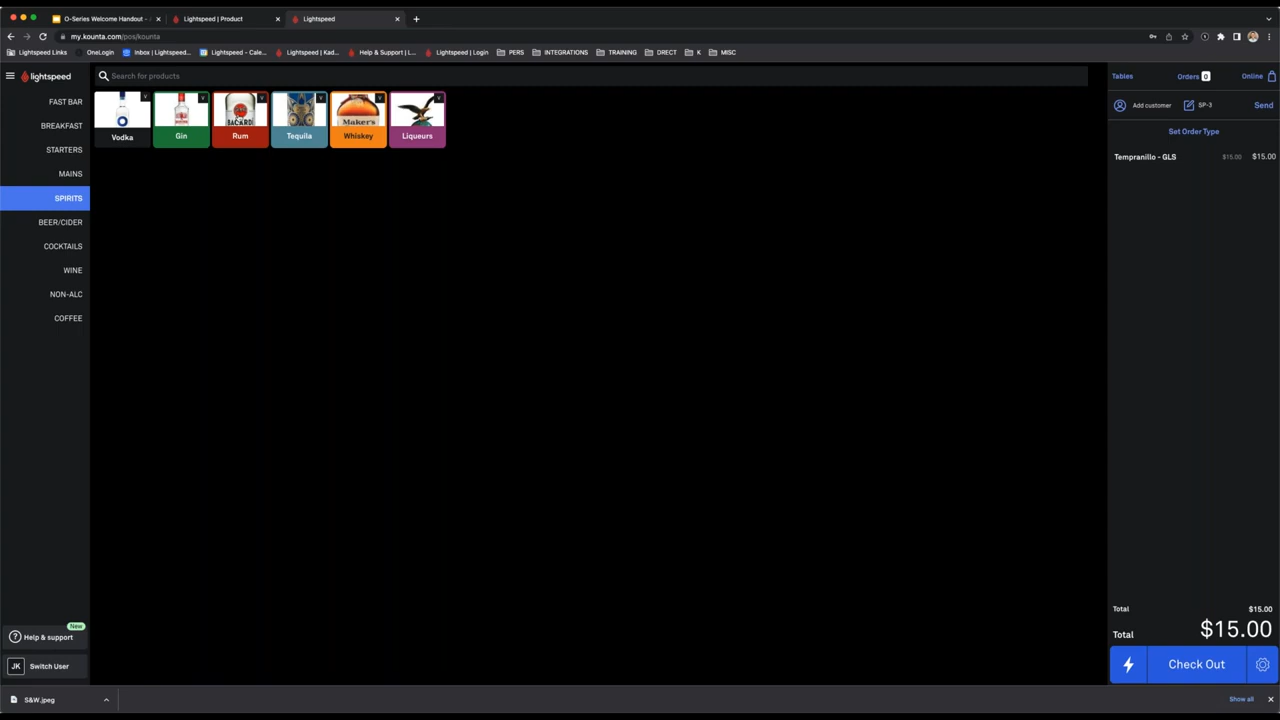 O-Series Welcome Handout - A
Lightspeed | Product
Lightspeed
my.kounta.com/pos/kounta
Lightspeed Links
OneLogin
Inbox | Lightspeed...
Lightspeed - Cale...
Lightspeed | Kad...
Help & Support | L...
Lightspeed | Login
PERS
INTEGRATIONS
TRAINING
DRECT
K
MISC
lightspeed
Search for products
Tables
Orders 0
Online
FAST BAR
BREAKFAST
STARTERS
MAINS
SPIRITS
BEER/CIDER
COCKTAILS
WINE
NON-ALC
COFFEE
V
V
V
V
V
V
BACARDI
Maker's
Vodka
Gin
Rum
Tequila
Whiskey
Liqueurs
Add customer
SP-3
Send
Set Order Type
Tempranillo - GLS $15.00 $15.00
Total $15.00
Total $15.00
Check Out
New
Help & support
JK Switch User
S&W.jpeg
Show all